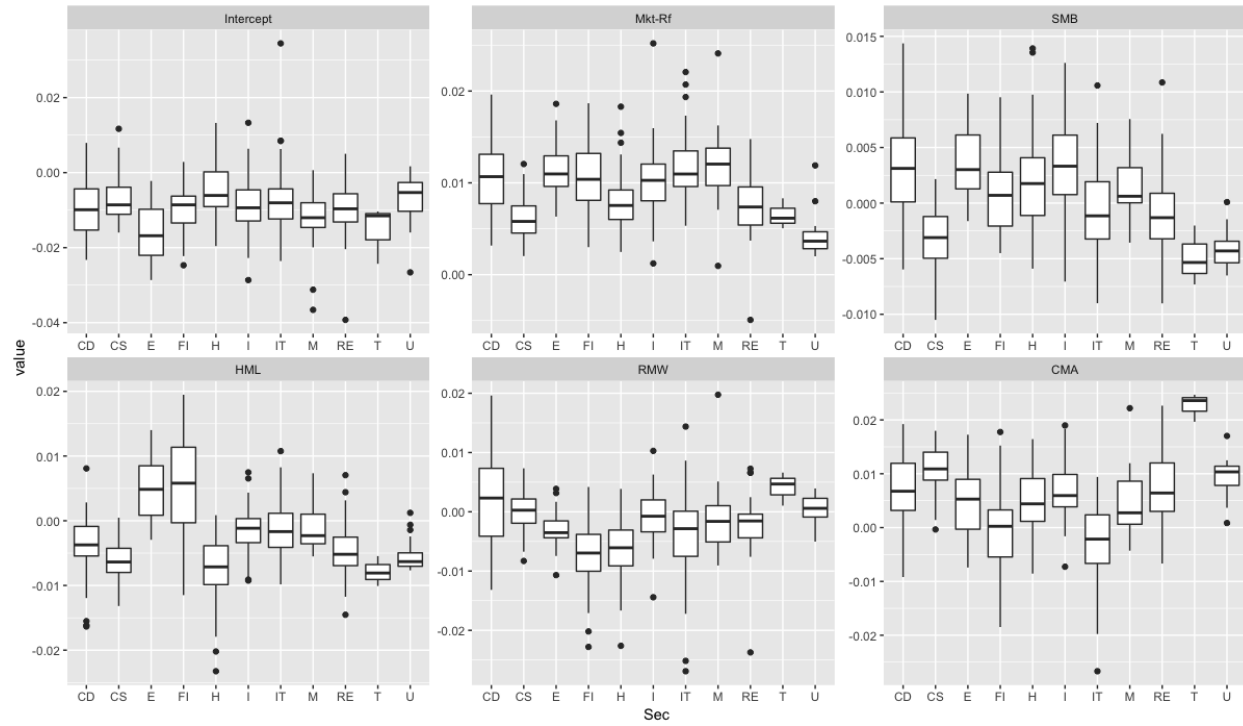 Intercept Mkt-Rf SMB
0.02
0.00
-0.02
-0.04
0.02
0.01
0.00
0.015
0.010
0.005
0.000
-0.005
-0.010
CD CS E FI H I IT M RE T U
CD CS E FI H I IT M RE T U
CD CS E FI H I IT M RE T U
value
HML RMW CMA
0.02
0.01
0.00
-0.01
-0.02
0.02
0.01
0.00
-0.01
-0.02
0.02
0.01
0.00
-0.01
-0.02
CD CS E FI H I IT M RE T U
CD CS E FI H I IT M RE T U
CD CS E FI H I IT M RE T U
Sec